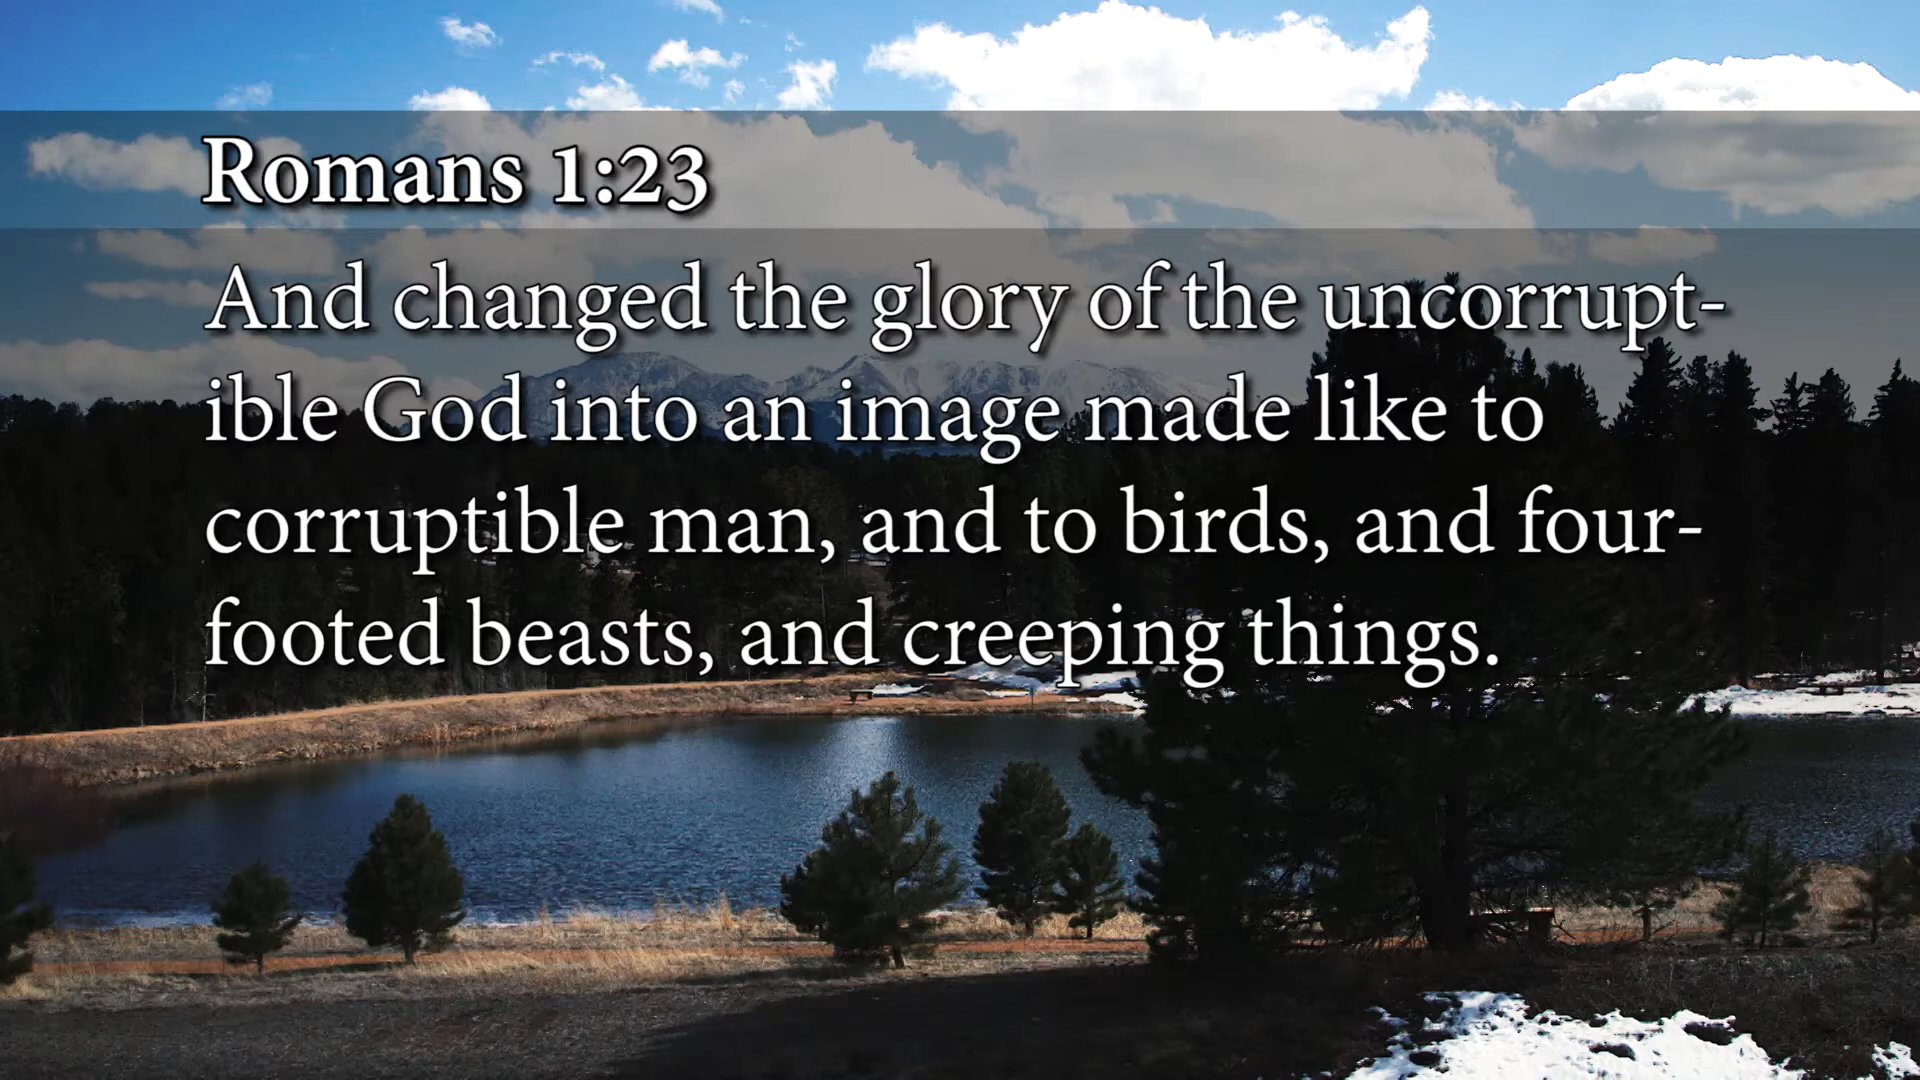 Romans 1:23
And changed the glory of the uncorrupt-
ible God into an image made like to
corruptible man, and to birds, and four-
footed beasts, and creeping things.